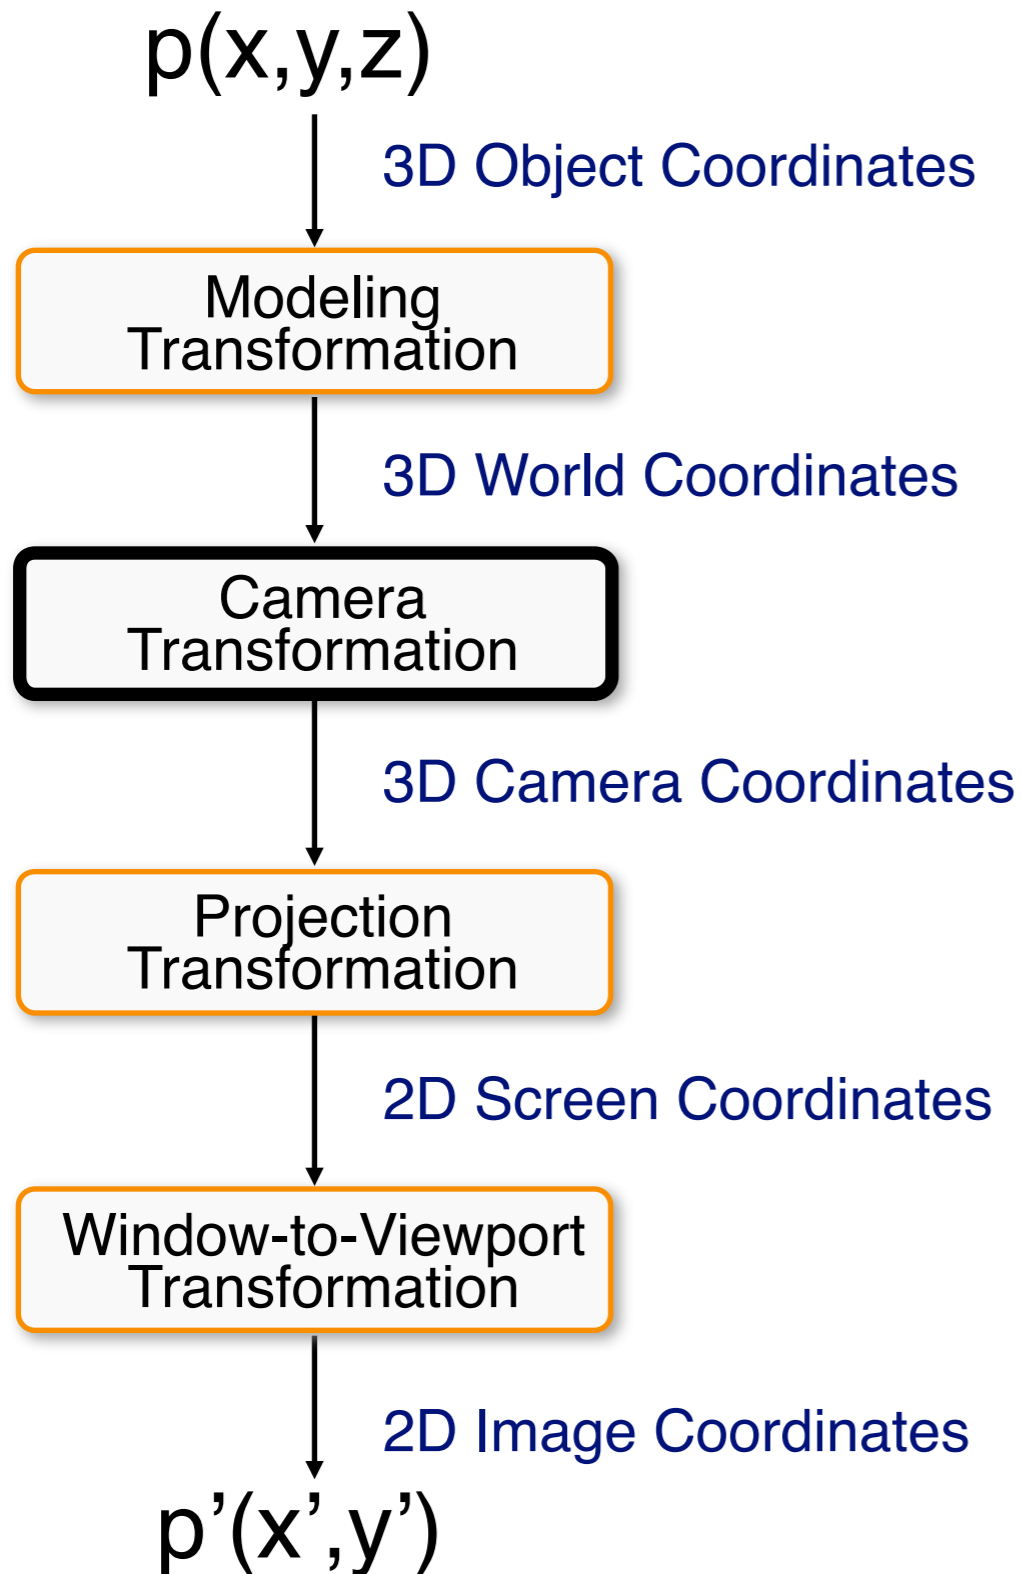 p(x,y,z)
3D Object Coordinates
Modeling
Transformation
3D World Coordinates
Camera
Transformation
3D Camera Coordinates
Projection
Transformation
2D Screen Coordinates
Window-to-Viewport
Transformation
2D Image Coordinates
p’(x’,y’)